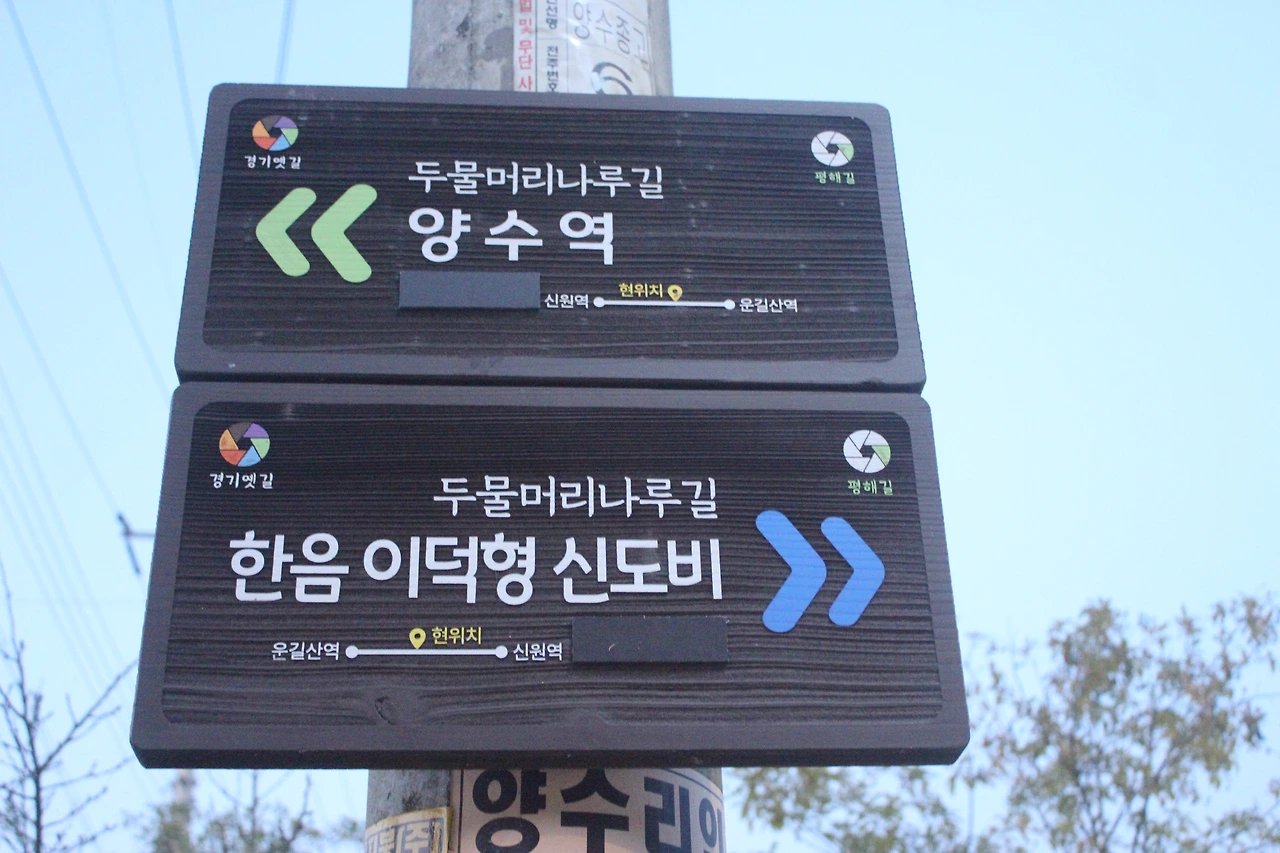 양수중
경기옛길
평해길
두물머리나루길
양수역
현위치
신원역 운길산역
경기옛길
평해길
두물머리나루길
한음 이덕형 신도비
현위치
운길산역 신원역
양수리